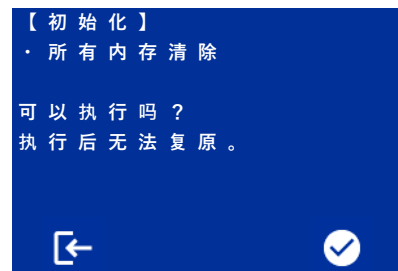 【初始化】
·所有内存清除
可以执行吗？
执行后无法复原。